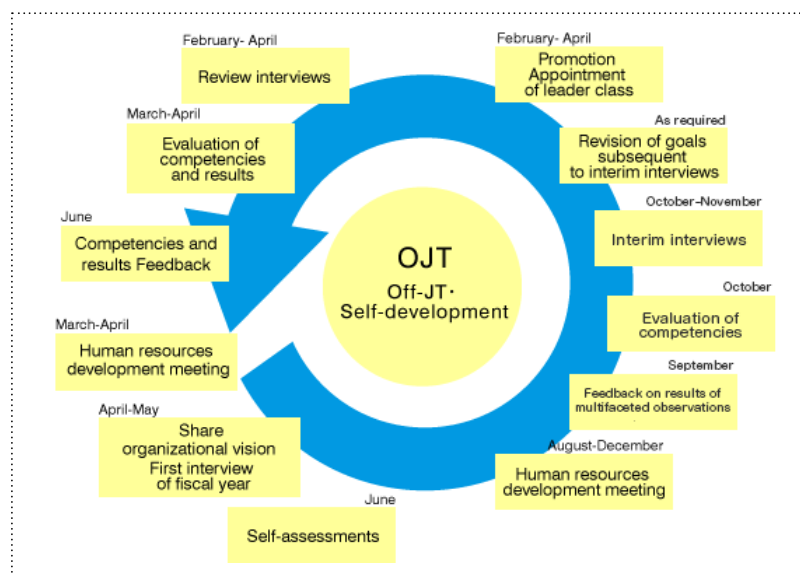 February- April
Review interviews
February- April
Promotion
Appointment
of leader class
March-April
Evaluation of
competencies
and results
As required
Revision of goals
subsequent
to interim interviews
June
Competencies and
results Feedback
October–November
Interim interviews
OJT
Off-JT・
Self-development
October
Evaluation of
competencies
March-April
Human resources
development meeting
September
Feedback on results of
multifaceted observations
April-May
Share
organizational vision
First interview
of fiscal year
August-December
Human resources
development meeting
June
Self-assessments